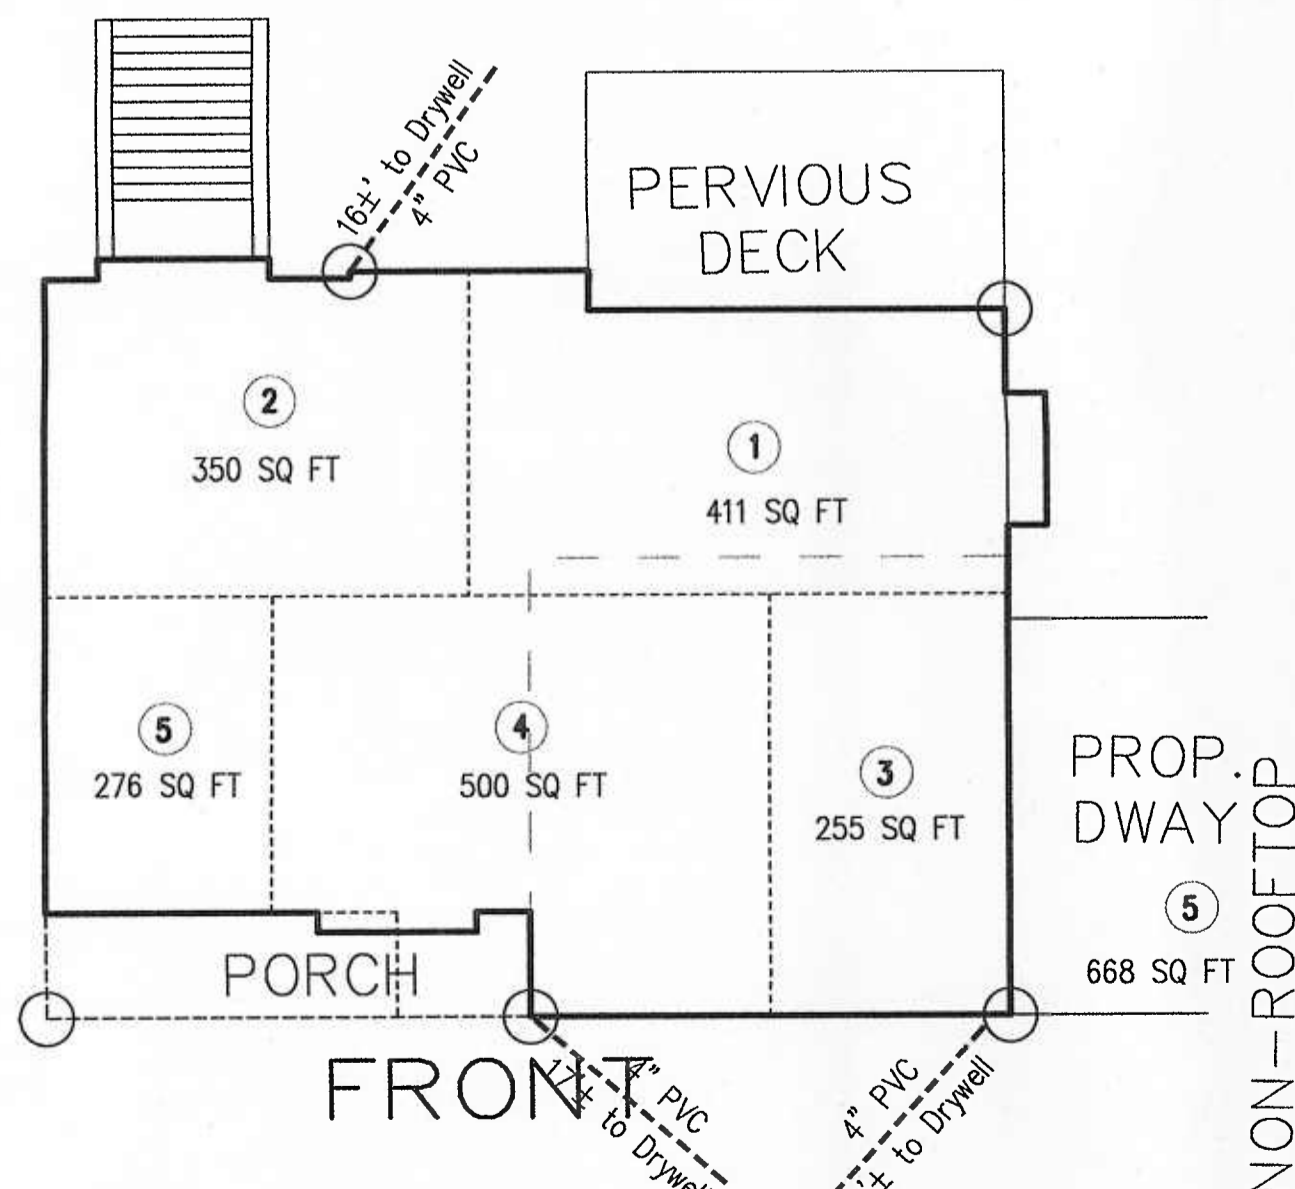 16±' to Drywell
4" PVC
PERVIOUS
DECK
2
350 SQ FT
1
411 SQ FT
5
276 SQ FT
4
500 SQ FT
3
255 SQ FT
PROP.
DWAY
5
668 SQ FT
NON-ROOFTOP
PORCH
FRONT
4" PVC
17'± to Drywell
4" PVC
'± to Drywell